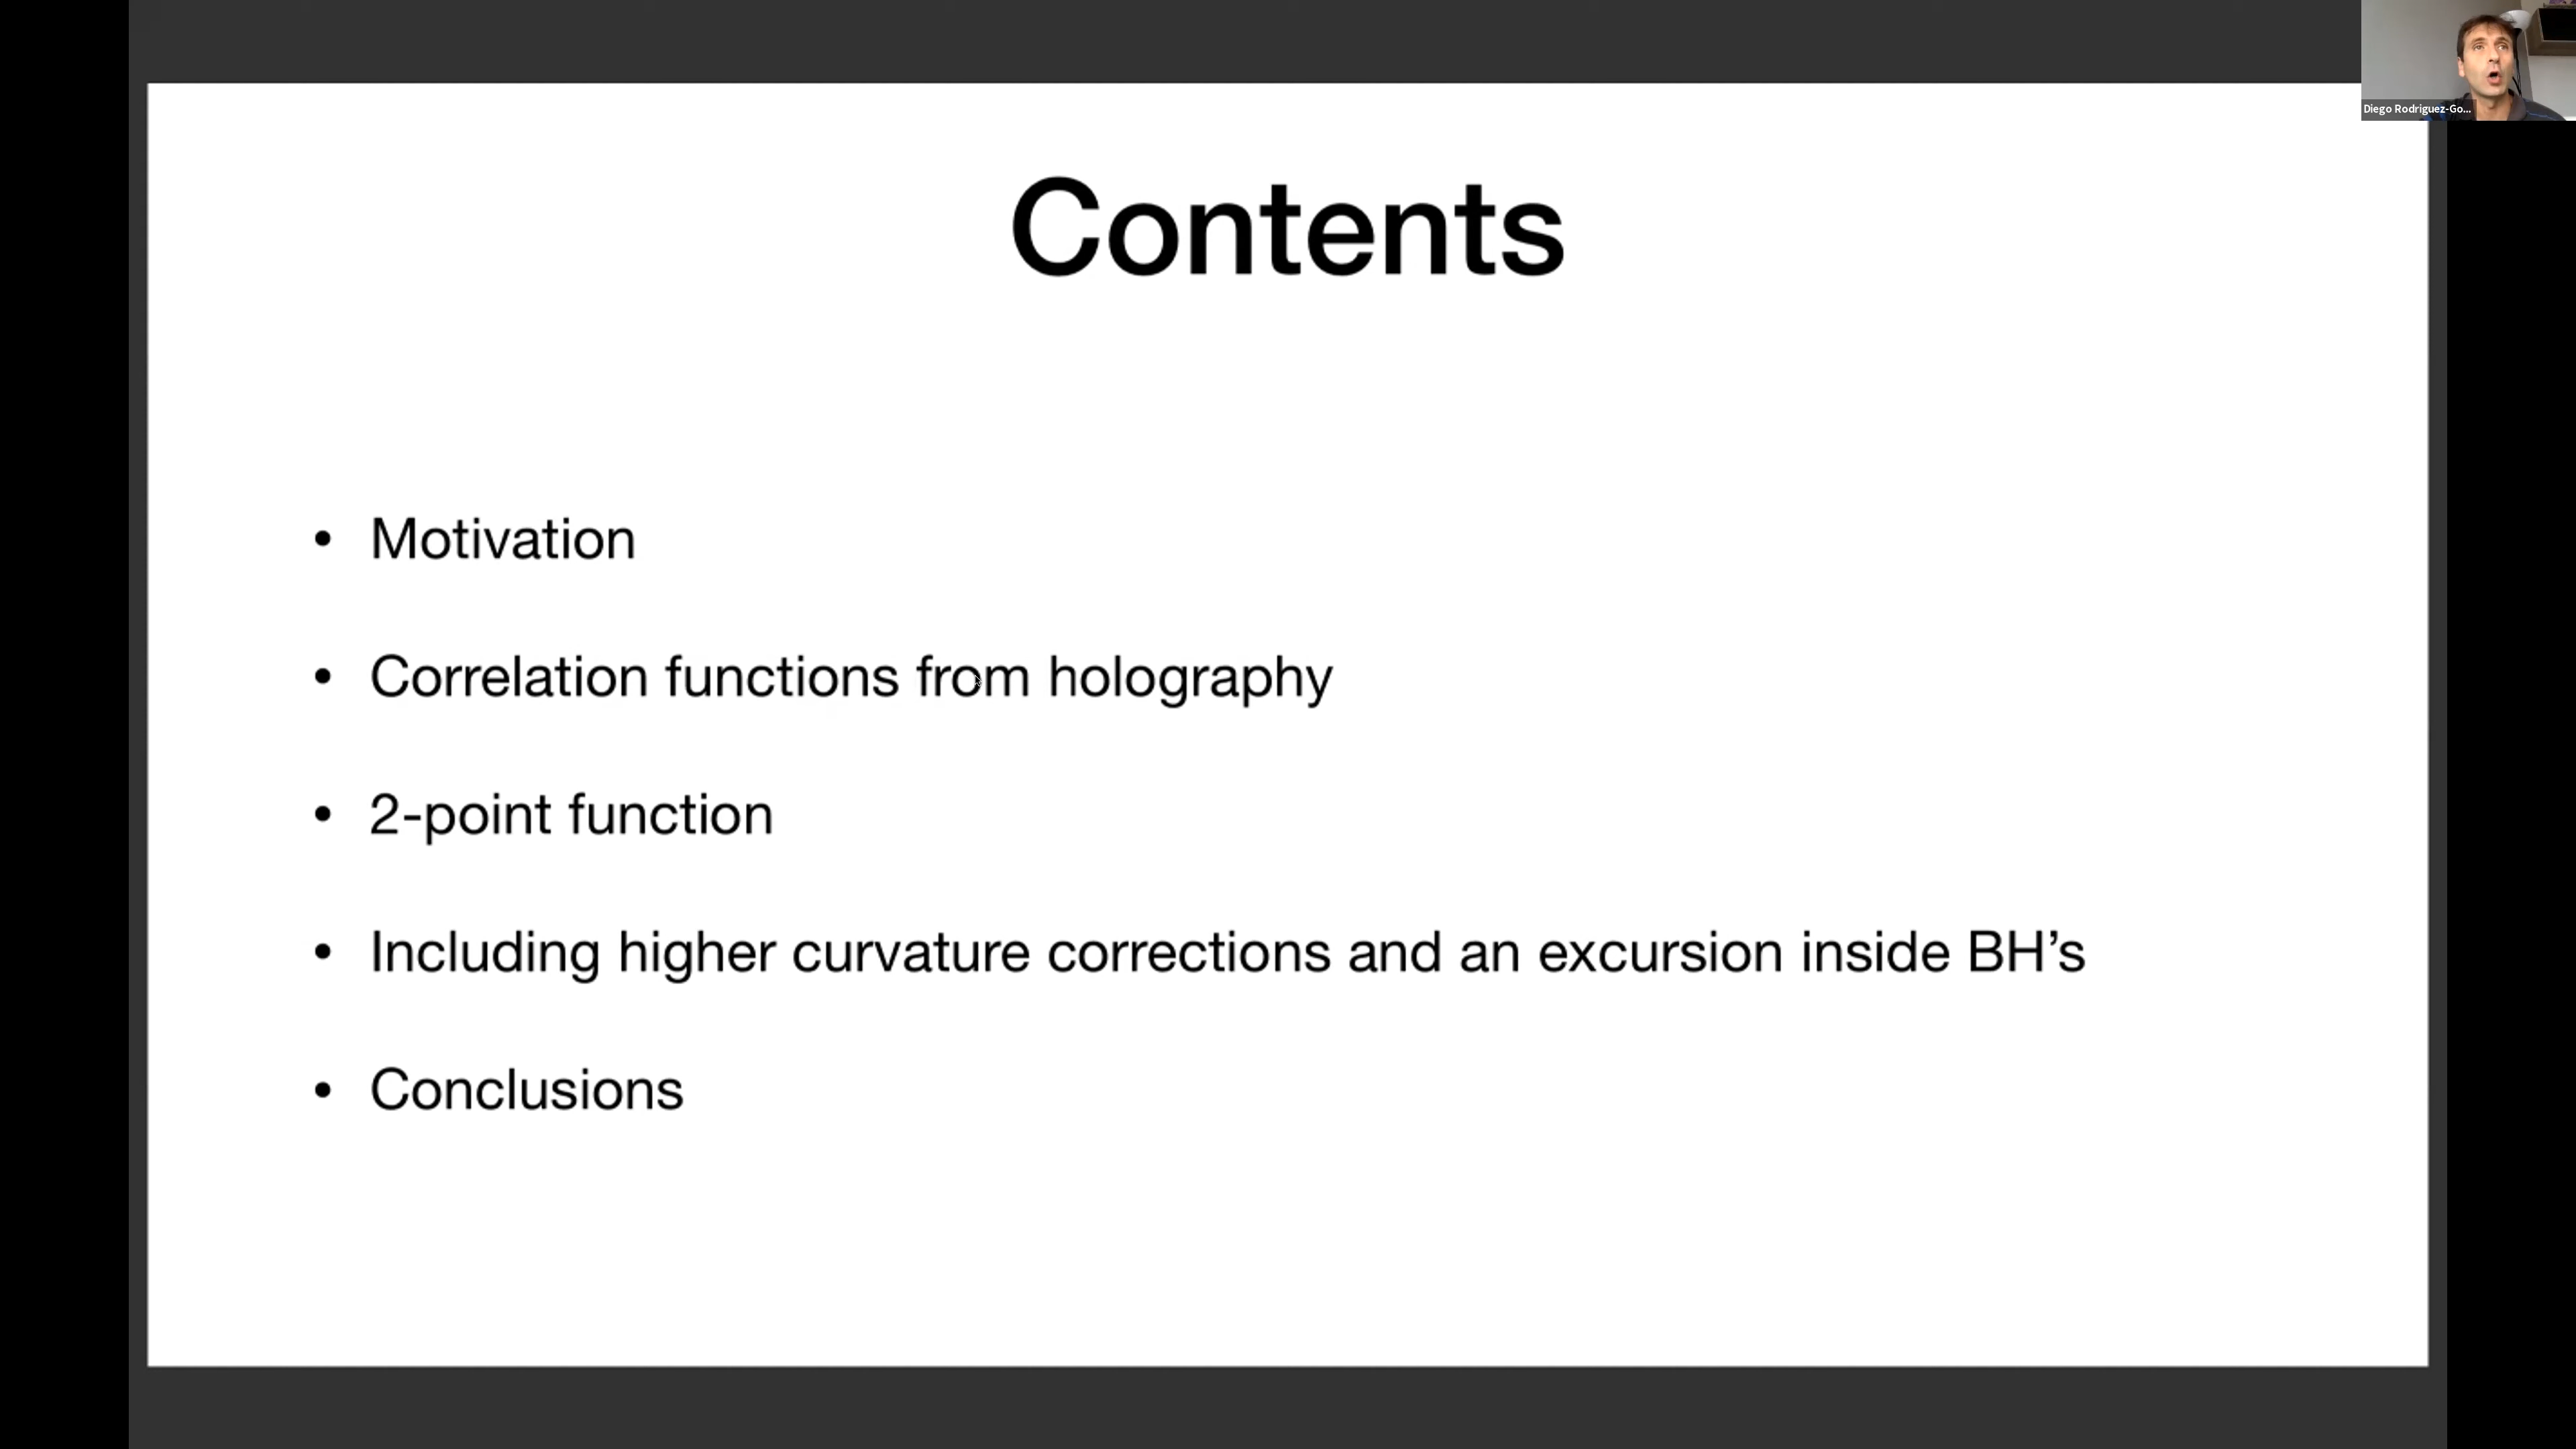 Diego Rodriguez-Go...
Contents
• Motivation
• Correlation functions from holography
• 2-point function
• Including higher curvature corrections and an excursion inside BH’s
• Conclusions